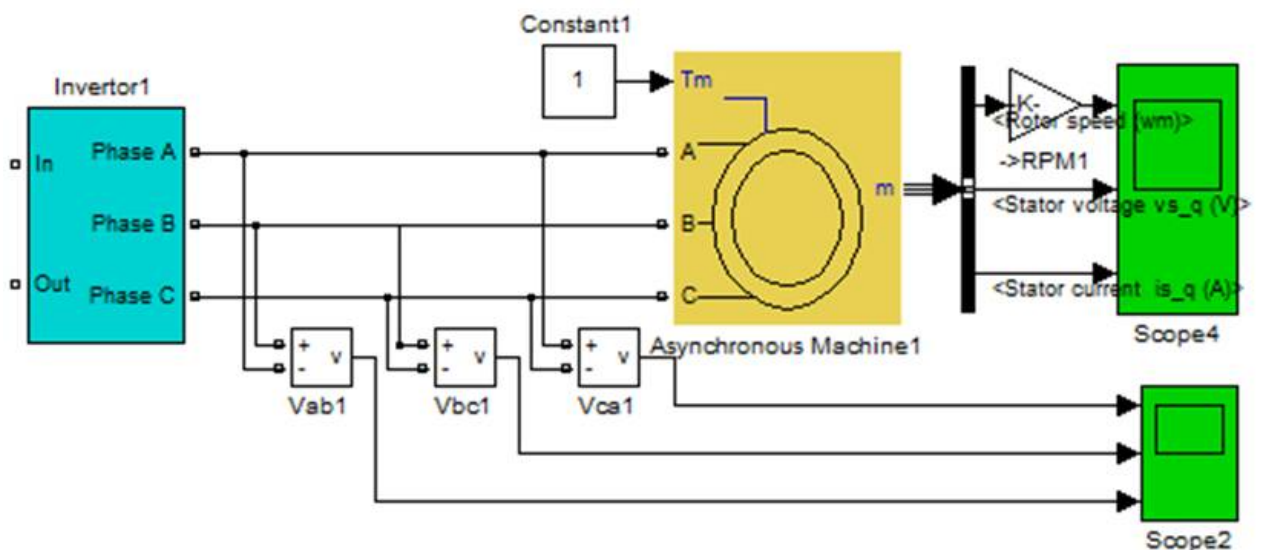 Constant1
1
Invertor1
In
Out
Phase A
Phase B
Phase C
Tm
A
B
C
m
Asynchronous Machine1
-K-
<Rotor speed (wm)>
->RPM1
<Stator voltage vs_q (V)>
<Stator current is_q (A)>
Scope4
+
-
v
Vab1
+
-
v
Vbc1
+
-
v
Vca1
Scope2